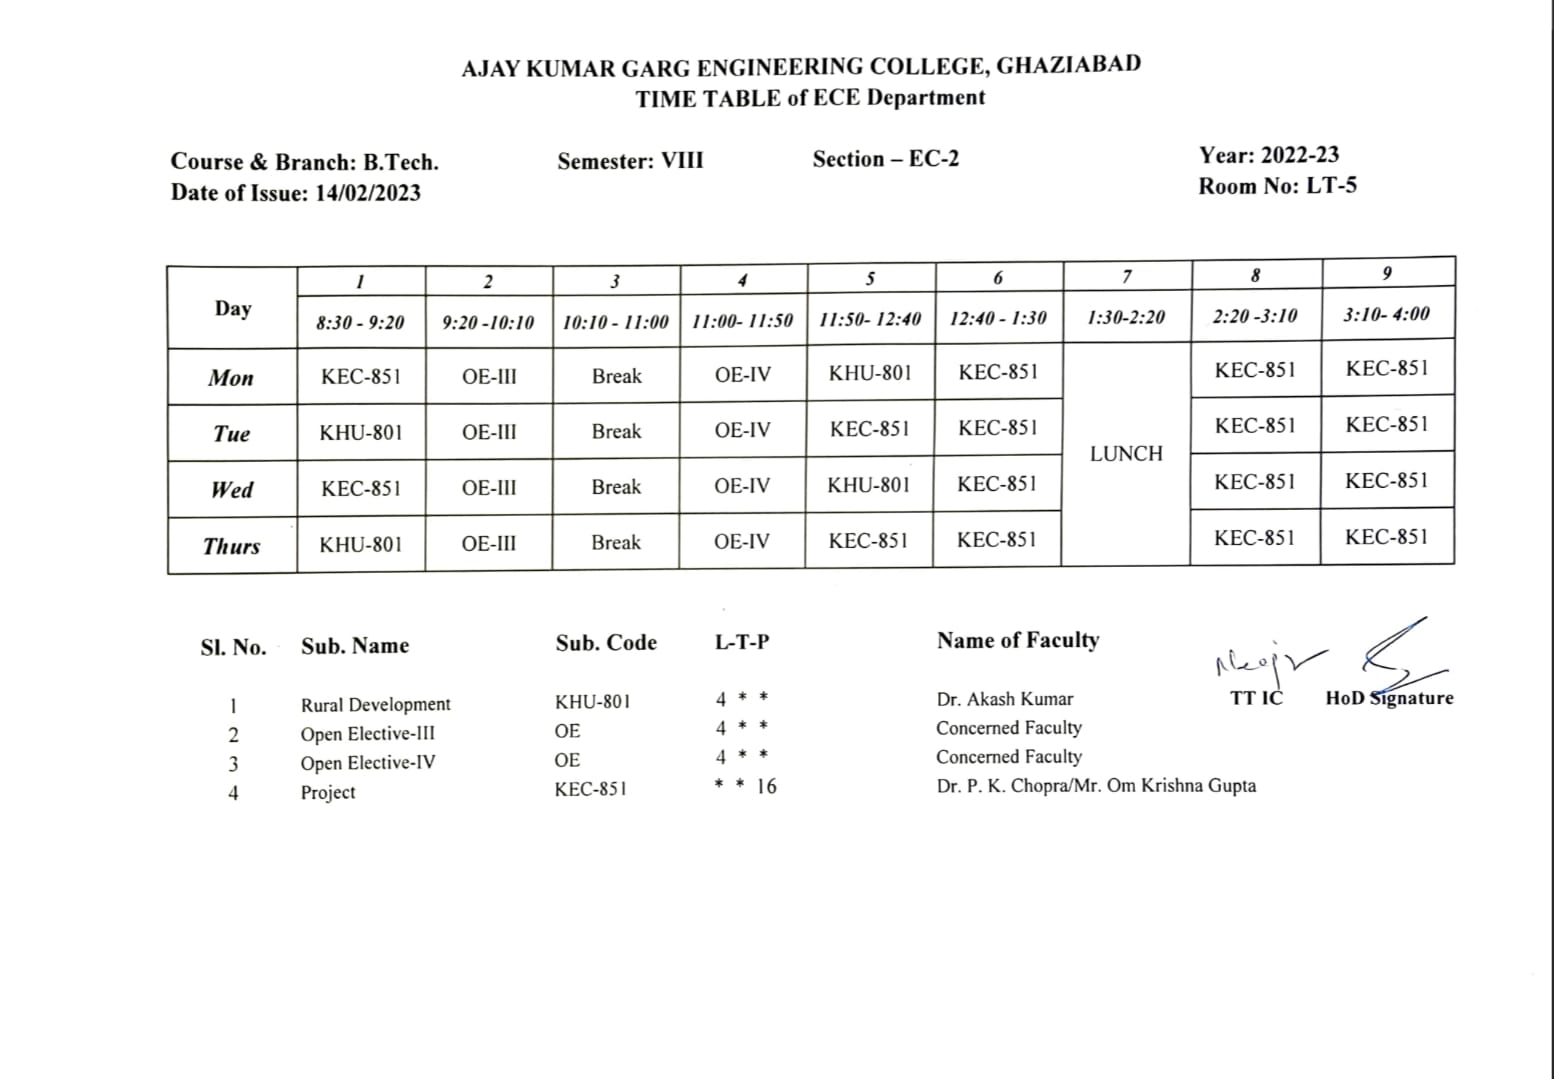 AJAY KUMAR GARG ENGINEERING COLLEGE, GHAZIABAD
TIME TABLE of ECE Department
Course & Branch: B.Tech. Semester: VIII Section – EC-2 Year: 2022-23
Date of Issue: 14/02/2023 Room No: LT-5
Day 1 2 3 4 5 6 7 8 9
8:30 - 9:20 9:20 -10:10 10:10 - 11:00 11:00- 11:50 11:50- 12:40 12:40 - 1:30 1:30-2:20 2:20 -3:10 3:10- 4:00
Mon KEC-851 OE-III Break OE-IV KHU-801 KEC-851 KEC-851 KEC-851
Tue KHU-801 OE-III Break OE-IV KEC-851 KEC-851 LUNCH KEC-851 KEC-851
Wed KEC-851 OE-III Break OE-IV KHU-801 KEC-851 KEC-851 KEC-851
Thurs KHU-801 OE-III Break OE-IV KEC-851 KEC-851 KEC-851 KEC-851
Sl. No. Sub. Name Sub. Code L-T-P Name of Faculty
1 Rural Development KHU-801 4 * * Dr. Akash Kumar TT IC HoD Signature
2 Open Elective-III OE 4 * * Concerned Faculty
3 Open Elective-IV OE 4 * * Concerned Faculty
4 Project KEC-851 * * 16 Dr. P. K. Chopra/Mr. Om Krishna Gupta